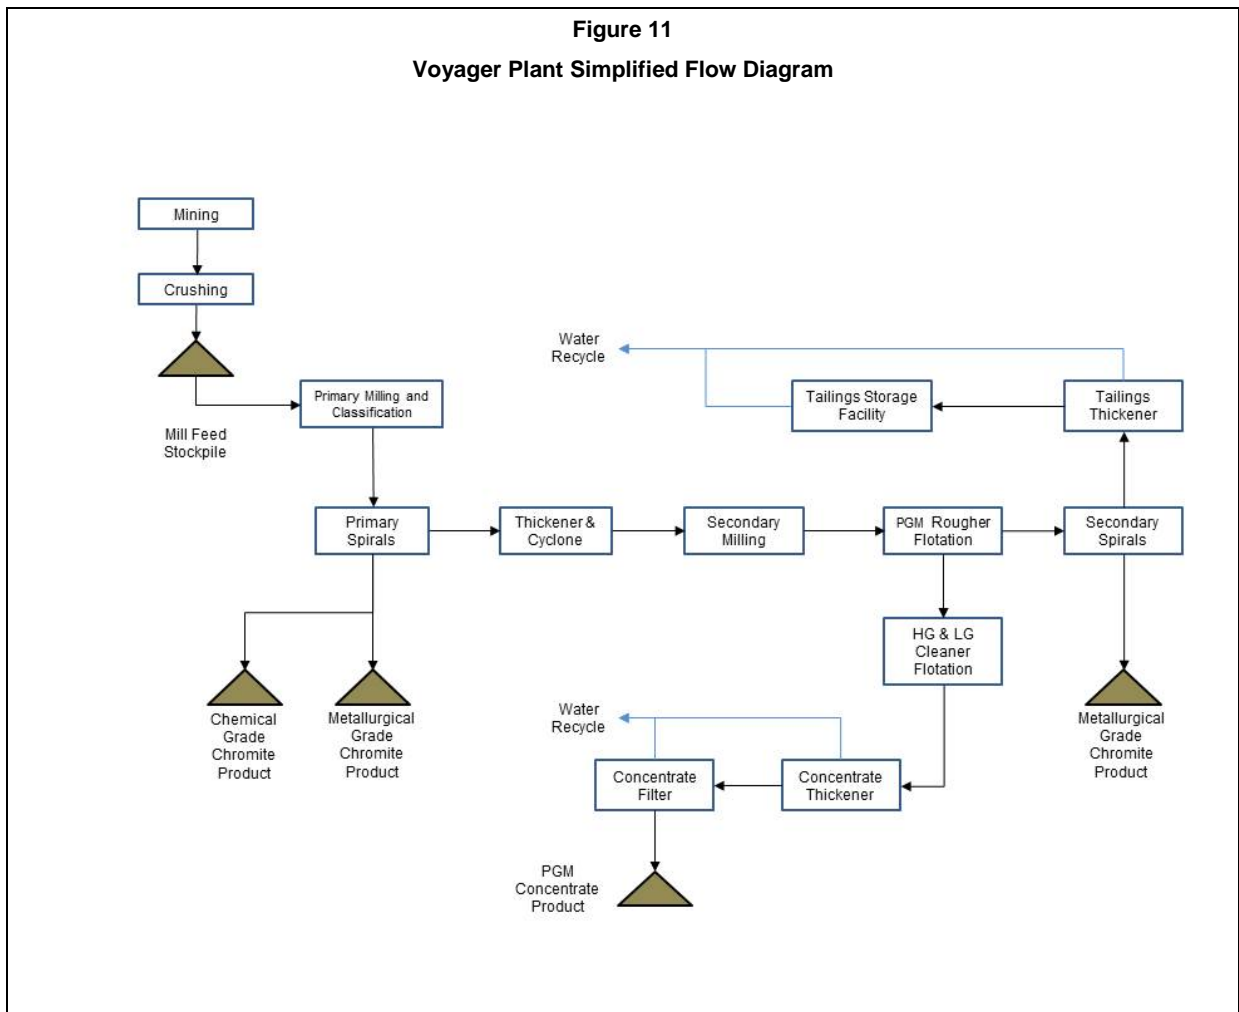 Figure 11
Voyager Plant Simplified Flow Diagram
Mining
Crushing
Mill Feed
Stockpile
Primary Milling and
Classification
Water
Recycle
Tailings Storage
Facility
Tailings
Thickener
Primary
Spirals
Thickener &
Cyclone
Secondary
Milling
PGM Rougher
Flotation
Secondary
Spirals
HG & LG
Cleaner
Flotation
Chemical
Grade
Chromite
Product
Metallurgical
Grade
Chromite
Product
Water
Recycle
Concentrate
Filter
Concentrate
Thickener
Metallurgical
Grade
Chromite
Product
PGM
Concentrate
Product